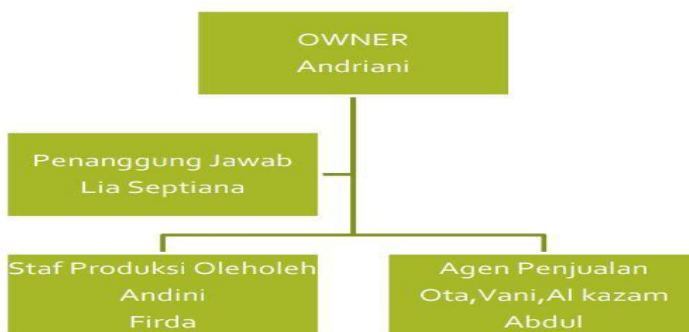 OWNER
Andriani
Penanggung Jawab
Lia Septiana
Staf Produksi Oleholeh
Andini
Firda
Agen Penjualan
Ota,Vani,Al kazam
Abdul